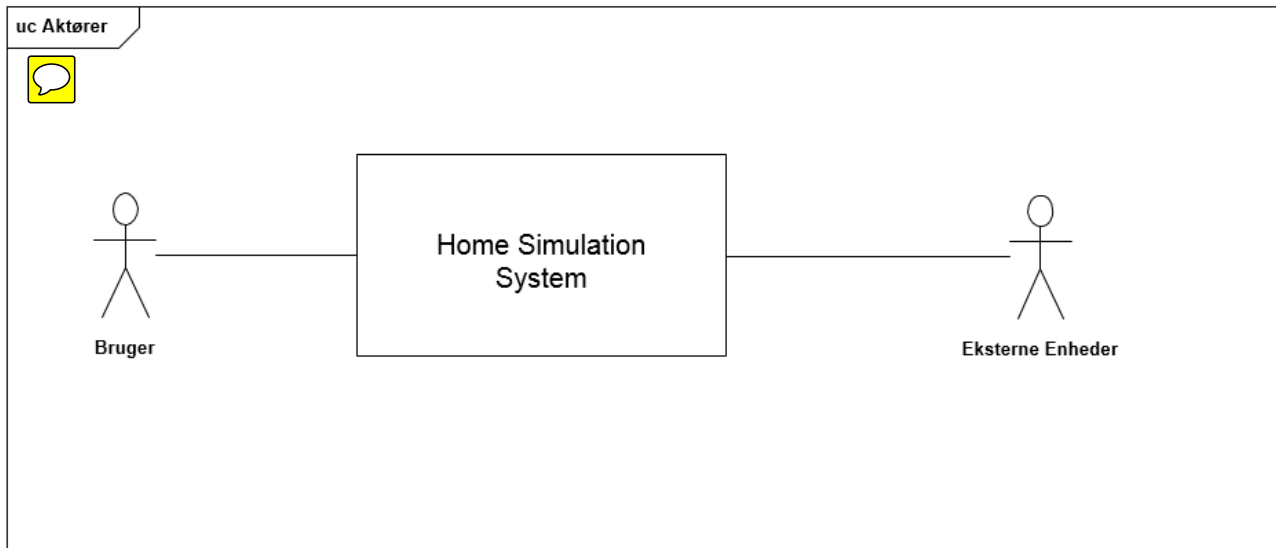 uc Aktører
Home Simulation
System
Bruger
Eksterne Enheder